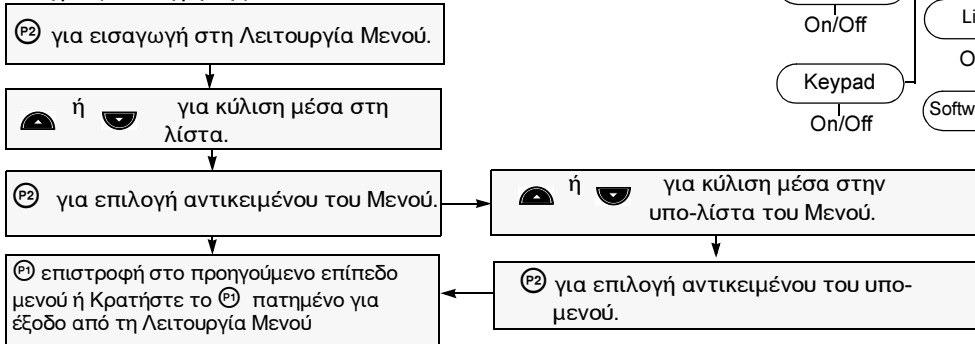 P2 για εισαγωγή στη Λειτουργία Μενού.
ή για κύλιση μέσα στη
λίστα.
P2 για επιλογή αντικειμένου του Μενού.
P1 επιστροφή στο προηγούμενο επίπεδο
μενού ή Κρατήστε το P1 πατημένο για
έξοδο από τη Λειτουργία Μενού
ή για κύλιση μέσα στην
υπο-λίστα του Μενού.
P2 για επιλογή αντικειμένου του υπο-
μενού.
On/Off
Keypad
On/Off